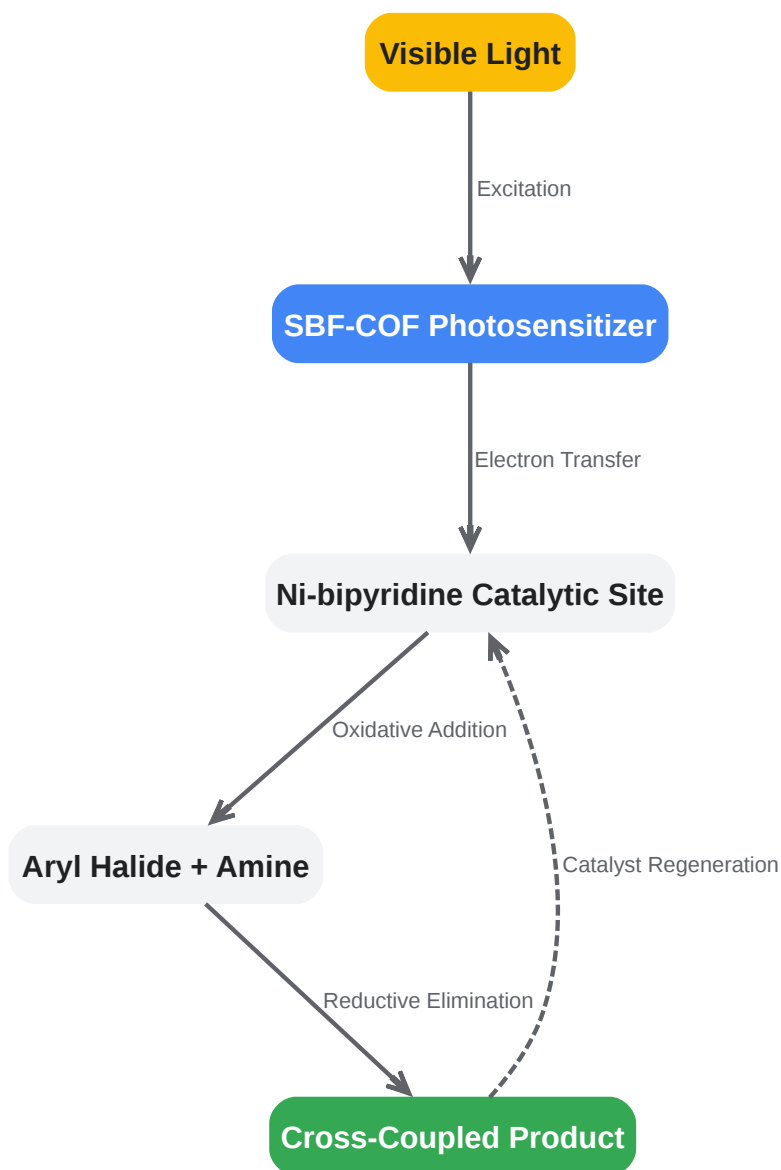 Visible Light
Excitation
SBF-COF Photosensitizer
Electron Transfer
Ni-bipyridine Catalytic Site
Oxidative Addition
Aryl Halide + Amine
Catalyst Regeneration
Reductive Elimination
Cross-Coupled Product